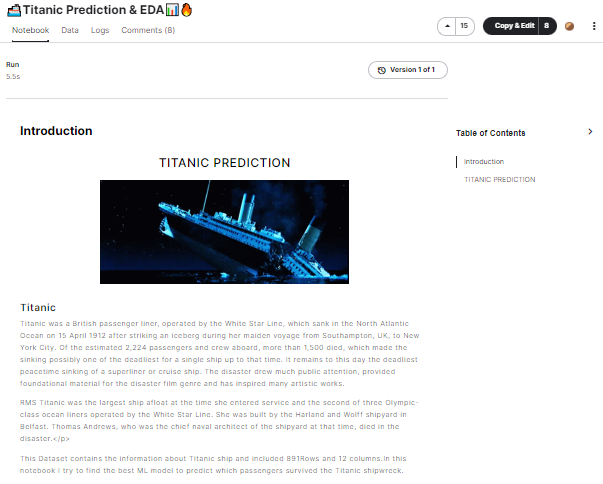 🚢Titanic Prediction & EDA📊🔥
Notebook Data Logs Comments (8)
15
Copy & Edit 8
Run
5.5s
Version 1 of 1
Introduction
TITANIC PREDICTION
Titanic
Titanic was a British passenger liner, operated by the White Star Line, which sank in the North Atlantic
Ocean on 15 April 1912 after striking an iceberg during her maiden voyage from Southampton, UK, to New
York City. Of the estimated 2,224 passengers and crew aboard, more than 1,500 died, which made the
sinking possibly one of the deadliest for a single ship up to that time. It remains to this day the deadliest
peacetime sinking of a superliner or cruise ship. The disaster drew much public attention, provided
foundational material for the disaster film genre and has inspired many artistic works.
RMS Titanic was the largest ship afloat at the time she entered service and the second of three Olympic-
class ocean liners operated by the White Star Line. She was built by the Harland and Wolff shipyard in
Belfast. Thomas Andrews, who was the chief naval architect of the shipyard at that time, died in the
disaster.</p>
This Dataset contains the information about Titanic ship and included 891Rows and 12 columns.In this
notebook I try to find the best ML model to predict which passengers survived the Titanic shipwreck.
Table of Contents
Introduction
TITANIC PREDICTION